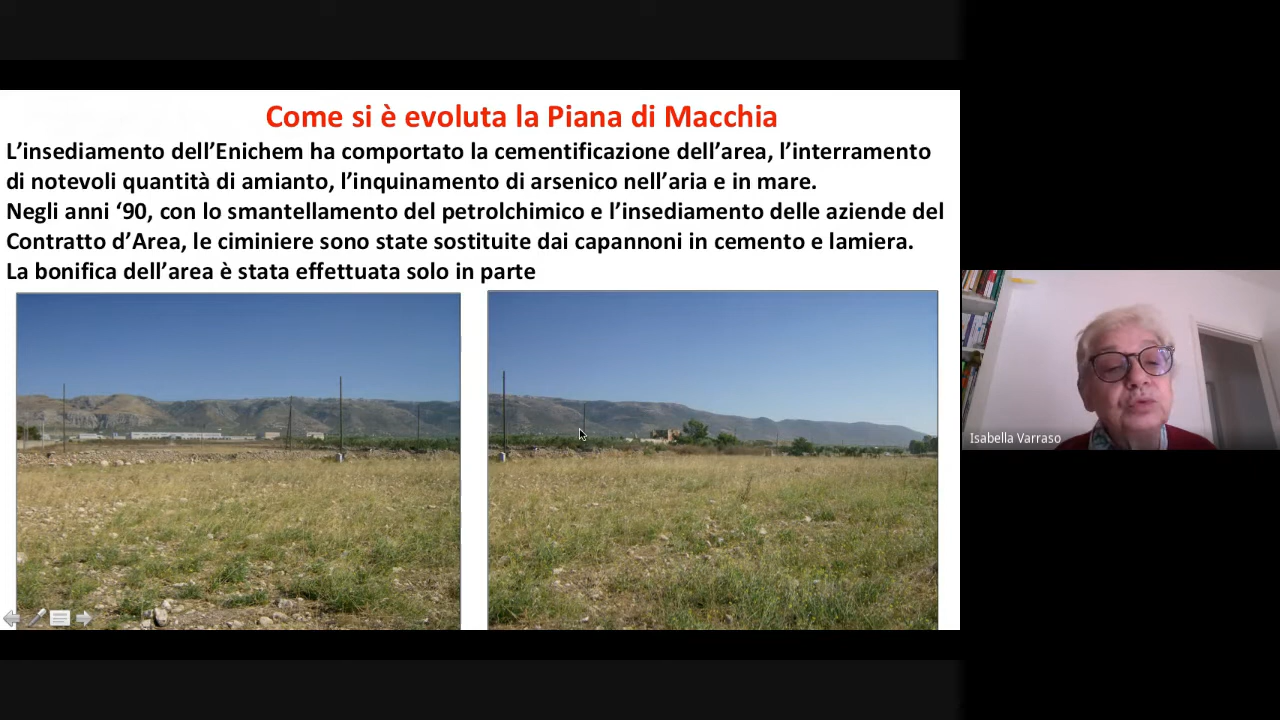 Come si è evoluta la Piana di Macchia
L’insediamento dell’Enichem ha comportato la cementificazione dell’area, l’interramento
di notevoli quantità di amianto, l’inquinamento di arsenico nell’aria e in mare.
Negli anni ‘90, con lo smantellamento del petrolchimico e l’insediamento delle aziende del
Contratto d’Area, le ciminiere sono state sostituite dai capannoni in cemento e lamiera.
La bonifica dell’area è stata effettuata solo in parte
Isabella Varraso